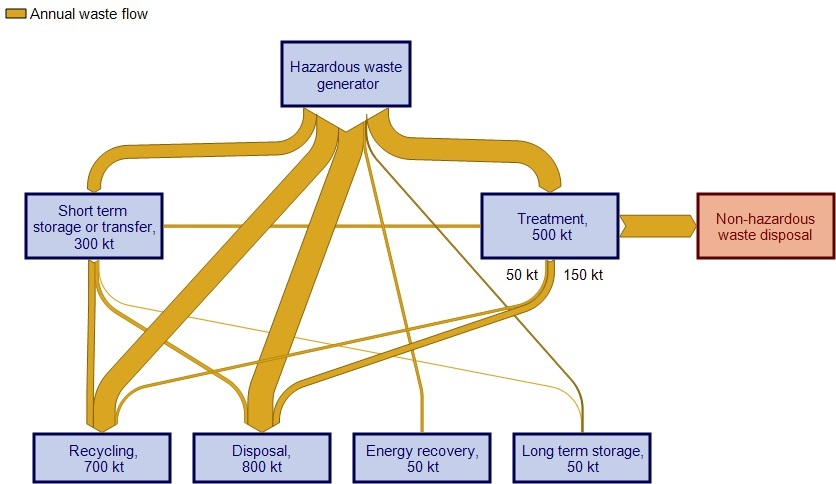 Annual waste flow
Hazardous waste
generator
Short term
storage or transfer,
300 kt
Treatment,
500 kt
Non-hazardous
waste disposal
50 kt
150 kt
Recycling,
700 kt
Disposal,
800 kt
Energy recovery,
50 kt
Long term storage,
50 kt